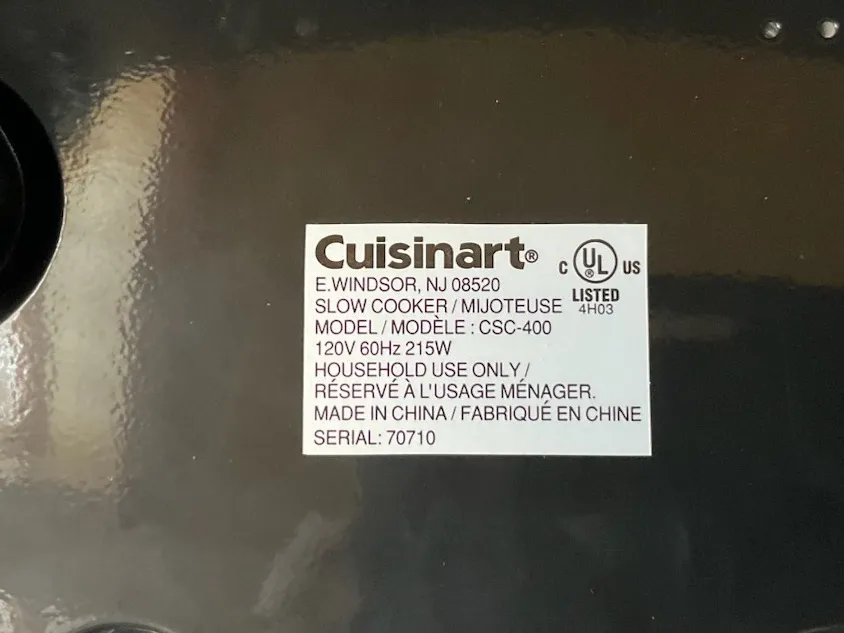 Cuisinart®
C UL® US
LISTED
4H03
E.WINDSOR, NJ 08520
SLOW COOKER / MIJOTEUSE
MODEL / MODÈLE : CSC-400
120V 60Hz 215W
HOUSEHOLD USE ONLY /
RÉSERVÉ À L'USAGE MÉNAGER.
MADE IN CHINA / FABRIQUÉ EN CHINE
SERIAL: 70710